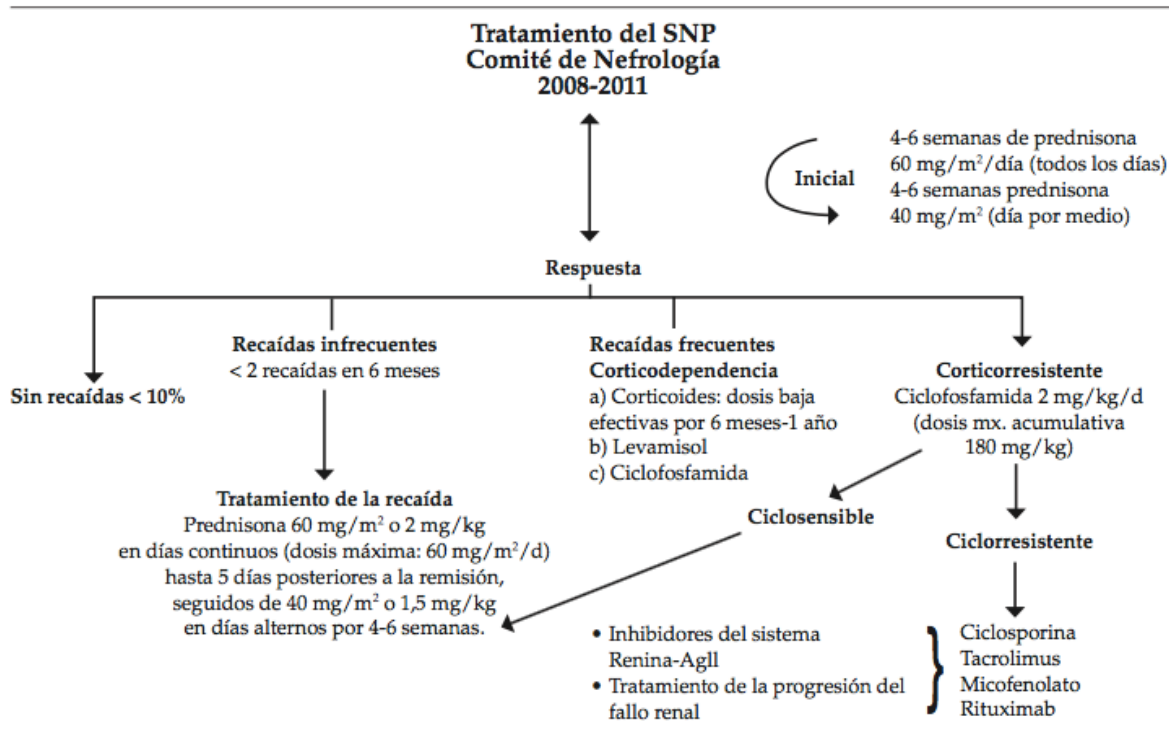 Tratamiento del SNP
Comité de Nefrología
2008-2011
Inicial
4-6 semanas de prednisona
60 mg/m²/día (todos los días)
4-6 semanas prednisona
40 mg/m² (día por medio)
Respuesta
Sin recaídas < 10%
Recaídas infrecuentes
< 2 recaídas en 6 meses
Recaídas frecuentes
Corticodependencia
a) Corticoides: dosis baja
efectivas por 6 meses-1 año
b) Levamisol
c) Ciclofosfamida
Corticorresistente
Ciclofosfamida 2 mg/kg/d
(dosis mx. acumulativa
180 mg/kg)
Tratamiento de la recaída
Prednisona 60 mg/m² o 2 mg/kg
en días continuos (dosis máxima: 60 mg/m²/d)
hasta 5 días posteriores a la remisión,
seguidos de 40 mg/m² o 1,5 mg/kg
en días alternos por 4-6 semanas.
Ciclosensible
Ciclorresistente
• Inhibidores del sistema
Renina-AgII
• Tratamiento de la progresión del
fallo renal
Ciclosporina
Tacrolimus
Micofenolato
Rituximab